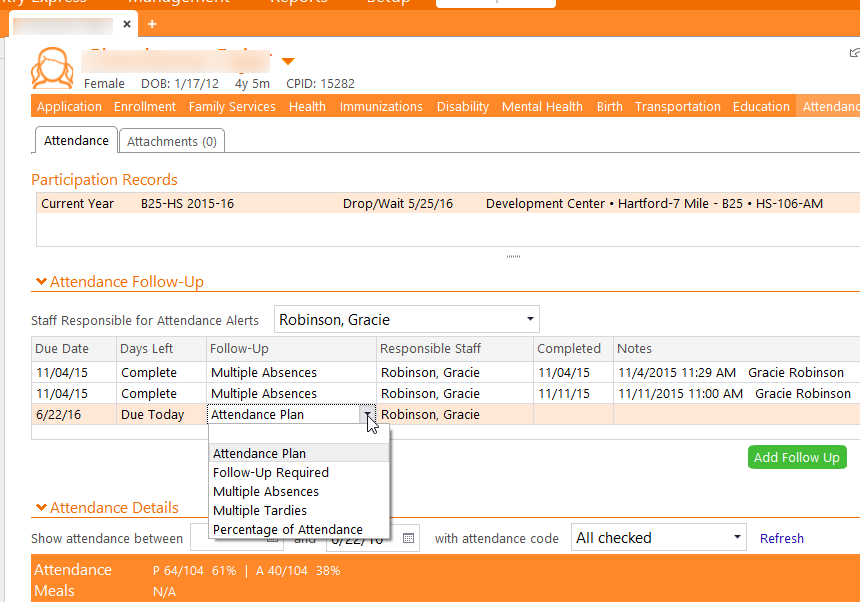 Management Reports Setup
× +
Female DOB: 1/17/12 4y 5m CPID: 15282
Application Enrollment Family Services Health Immunizations Disability Mental Health Birth Transportation Education Attendanc
Attendance Attachments (0)
Participation Records
Current Year B25-HS 2015-16 Drop/Wait 5/25/16 Development Center • Hartford-7 Mile - B25 • HS-106-AM
Attendance Follow-Up
Staff Responsible for Attendance Alerts Robinson, Gracie
Due Date Days Left Follow-Up Responsible Staff Completed Notes
11/04/15 Complete Multiple Absences Robinson, Gracie 11/04/15 11/4/2015 11:29 AM Gracie Robinson
11/04/15 Complete Multiple Absences Robinson, Gracie 11/11/15 11/11/2015 11:00 AM Gracie Robinson
6/22/16 Due Today Attendance Plan Robinson, Gracie
Attendance Plan
Follow-Up Required
Multiple Absences
Multiple Tardies
Percentage of Attendance
Add Follow Up
Attendance Details
Show attendance between and 6/22/16 with attendance code All checked Refresh
Attendance P 64/104 61% | A 40/104 38%
Meals N/A